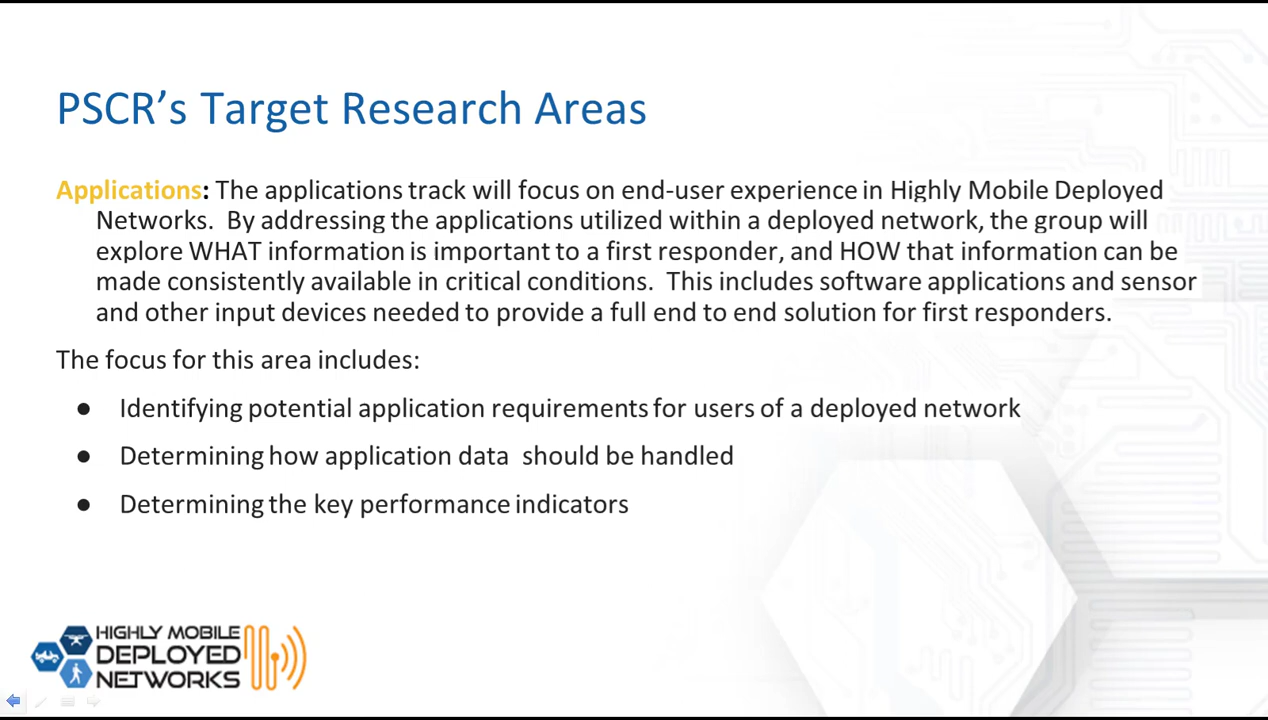 PSCR’s Target Research Areas
Applications: The applications track will focus on end-user experience in Highly Mobile Deployed
Networks.  By addressing the applications utilized within a deployed network, the group will
explore WHAT information is important to a first responder, and HOW that information can be
made consistently available in critical conditions.  This includes software applications and sensor
and other input devices needed to provide a full end to end solution for first responders.
The focus for this area includes:
● Identifying potential application requirements for users of a deployed network
● Determining how application data  should be handled
● Determining the key performance indicators
HIGHLY MOBILE
DEPLOYED
NETWORKS